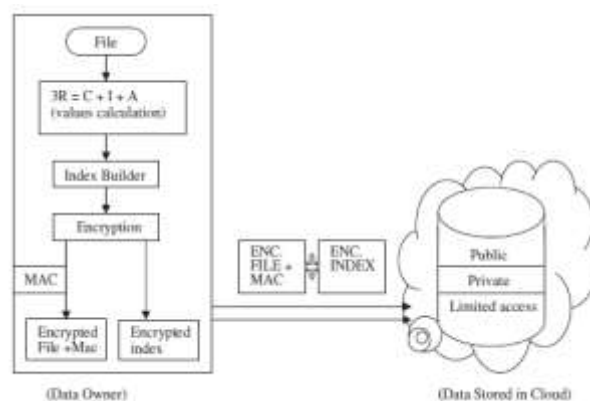 File
3R = C + I + A
(values calculation)
Index Builder
Encryption
MAC
Encrypted
File +Mac
Encrypted
index
(Data Owner)
ENC.
FILE +
MAC
ENC.
INDEX
Public
Private
Limited access
(Data Stored in Cloud)